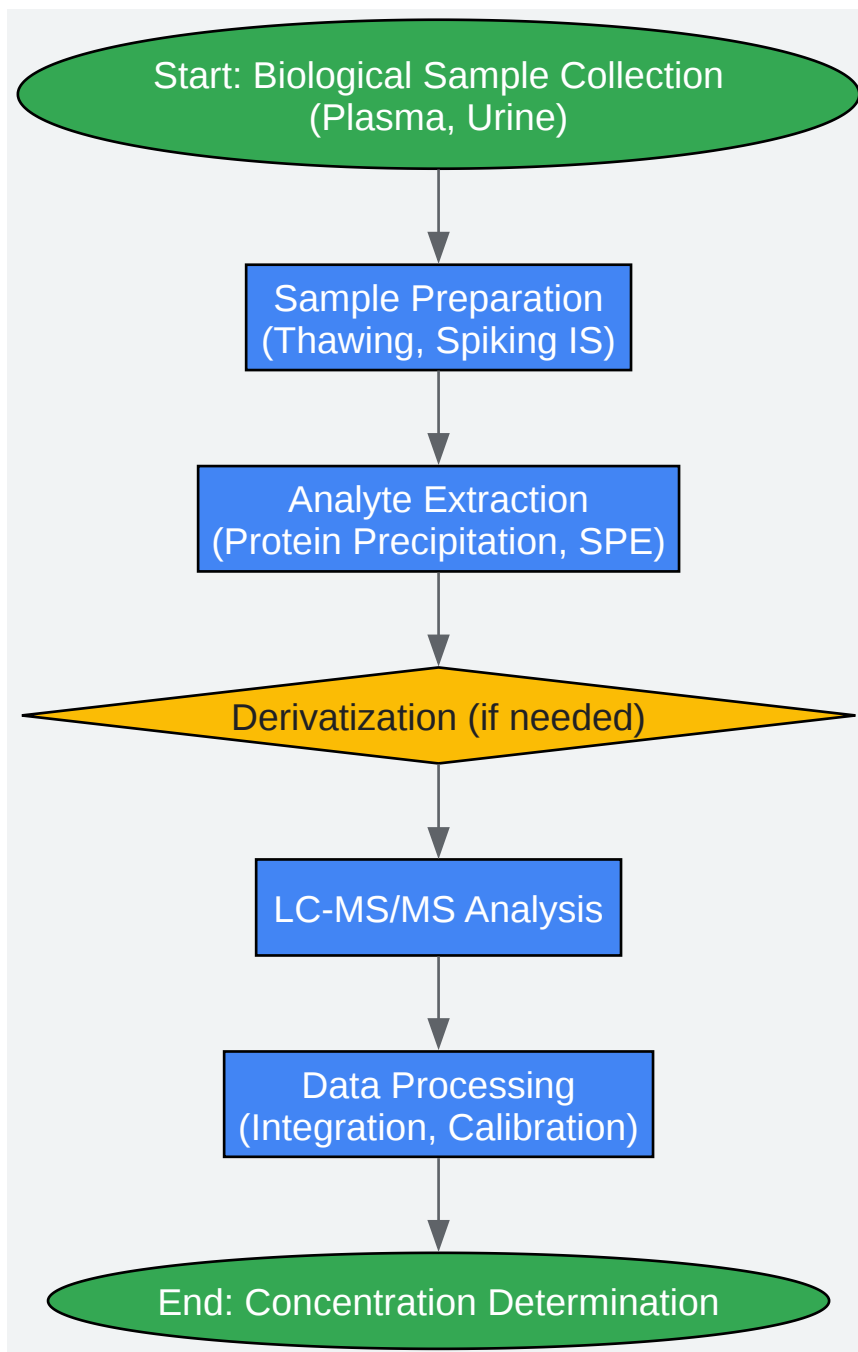 Start: Biological Sample Collection
(Plasma, Urine)
Sample Preparation
(Thawing, Spiking IS)
Analyte Extraction
(Protein Precipitation, SPE)
Derivatization (if needed)
LC-MS/MS Analysis
Data Processing
(Integration, Calibration)
End: Concentration Determination